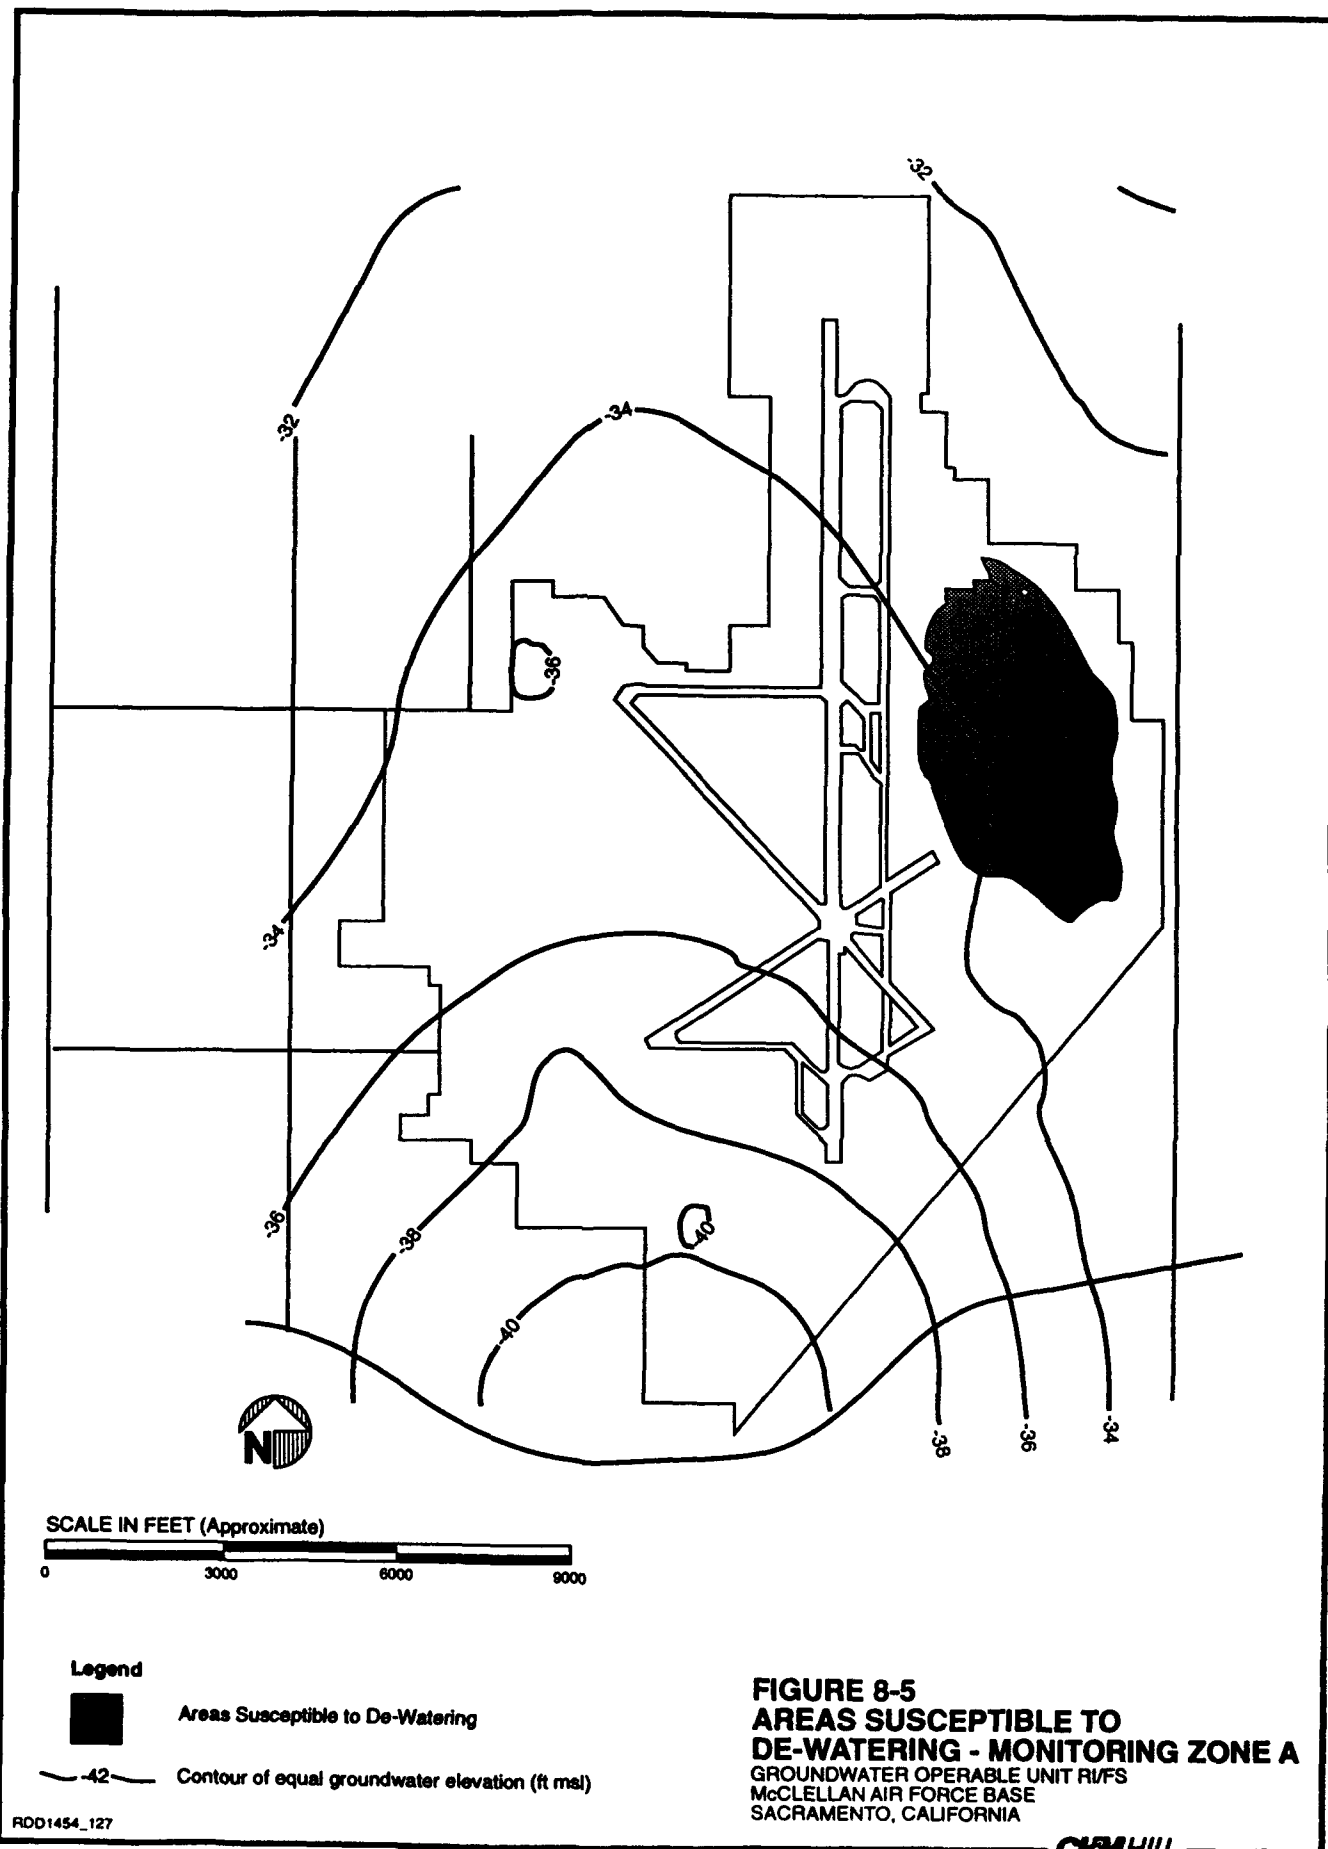 -32
-32
-34
-36
-34
-36
-38
-40
-40
-38
-36
-34
N
SCALE IN FEET (Approximate)
0 3000 6000 9000
Legend
Areas Susceptible to De-Watering
-42 Contour of equal groundwater elevation (ft msl)
RDD1454_127
FIGURE 8-5
AREAS SUSCEPTIBLE TO
DE-WATERING - MONITORING ZONE A
GROUNDWATER OPERABLE UNIT RI/FS
McCLELLAN AIR FORCE BASE
SACRAMENTO, CALIFORNIA
CH2M HILL